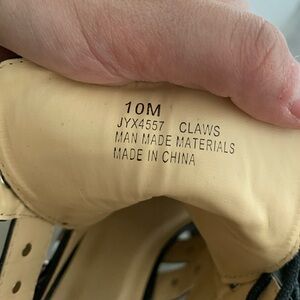 10M
JYX4557 CLAWS
MAN MADE MATERIALS
MADE IN CHINA